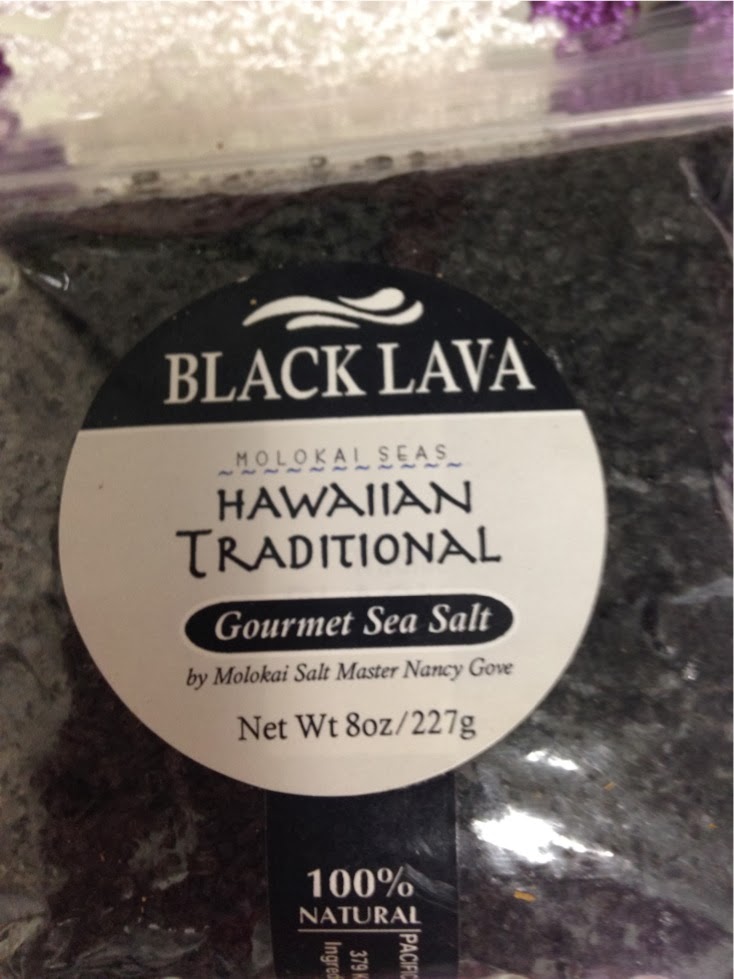 BLACK LAVA
MOLOKAI SEAS
HAWAIIAN
TRADITIONAL
Gourmet Sea Salt
by Molokai Salt Master Nancy Gove
Net Wt 8oz/227g
100%
NATURAL